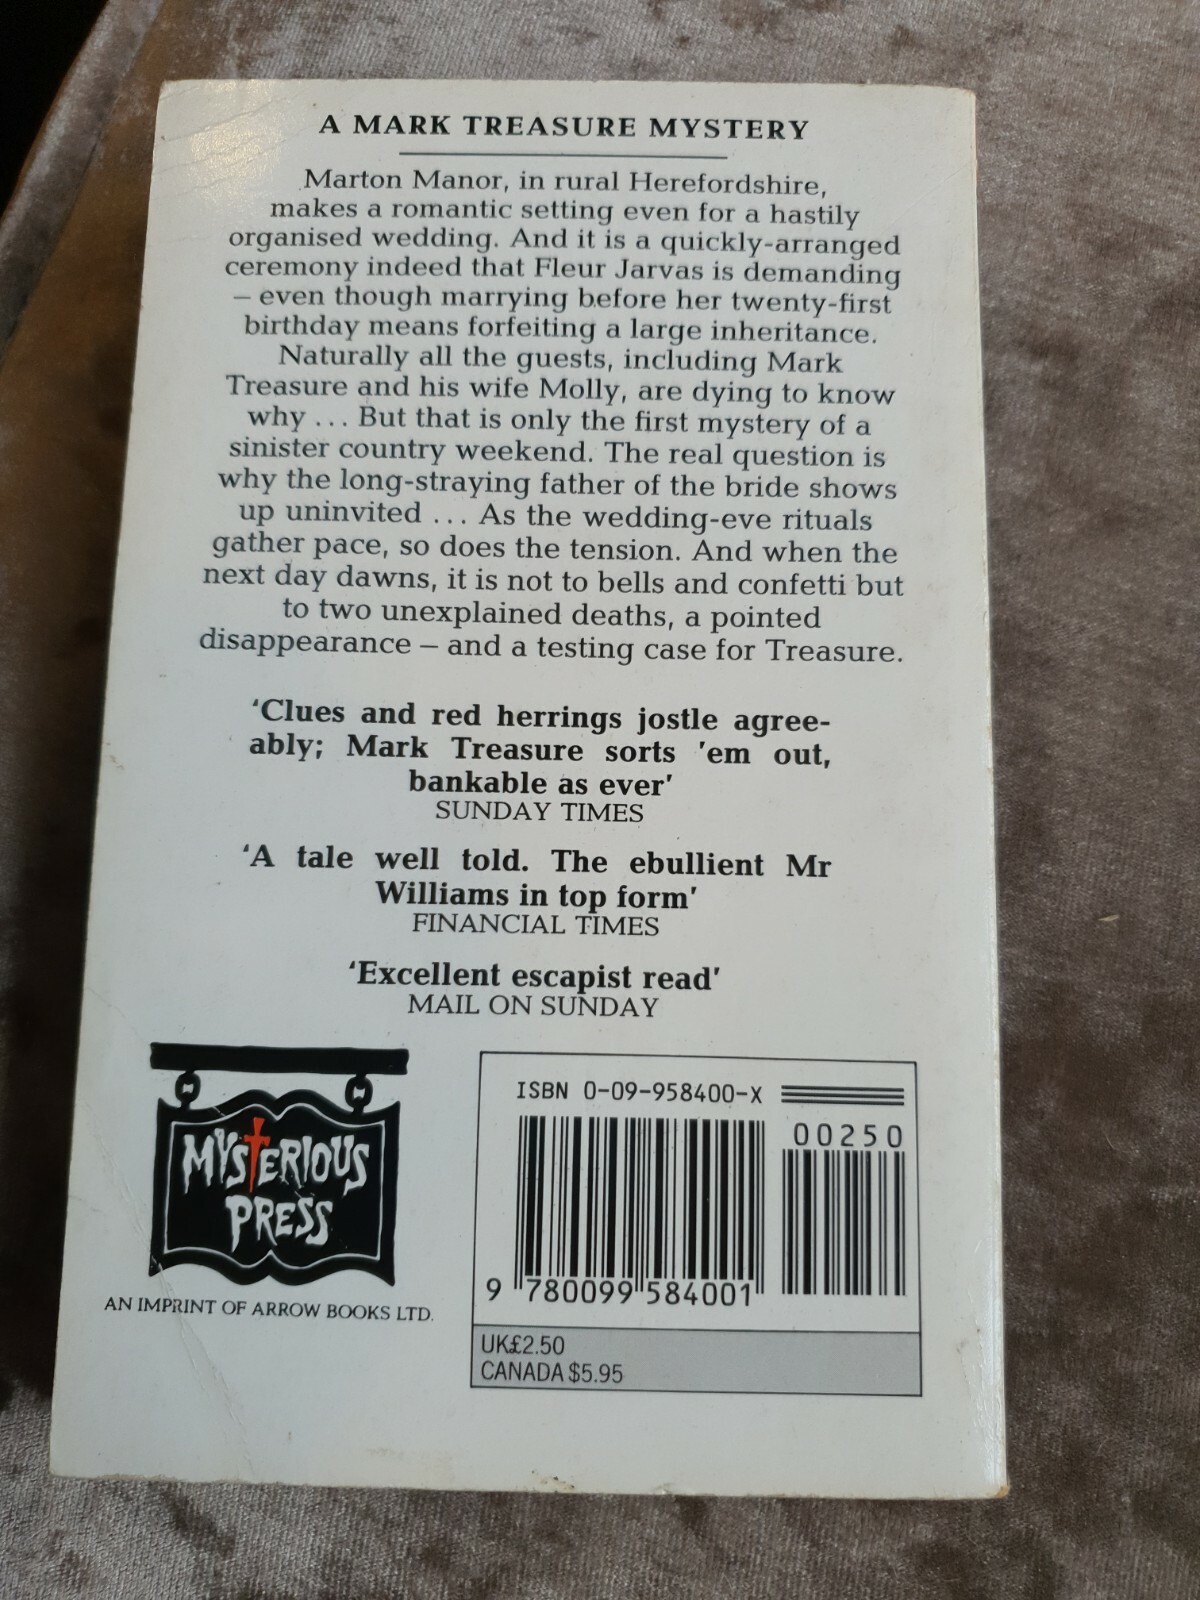 A MARK TREASURE MYSTERY
Marton Manor, in rural Herefordshire,
makes a romantic setting even for a hastily
organised wedding. And it is a quickly-arranged
ceremony indeed that Fleur Jarvas is demanding
– even though marrying before her twenty-first
birthday means forfeiting a large inheritance.
Naturally all the guests, including Mark
Treasure and his wife Molly, are dying to know
why ... But that is only the first mystery of a
sinister country weekend. The real question is
why the long-straying father of the bride shows
up uninvited ... As the wedding-eve rituals
gather pace, so does the tension. And when the
next day dawns, it is not to bells and confetti but
to two unexplained deaths, a pointed
disappearance – and a testing case for Treasure.
‘Clues and red herrings jostle agree-
ably; Mark Treasure sorts ’em out,
bankable as ever’
SUNDAY TIMES
‘A tale well told. The ebullient Mr
Williams in top form’
FINANCIAL TIMES
‘Excellent escapist read’
MAIL ON SUNDAY
MYSTERIOUS
PRESS
AN IMPRINT OF ARROW BOOKS LTD.
ISBN 0-09-958400-X
00250
9 780099 584001
UK£2.50
CANADA $5.95